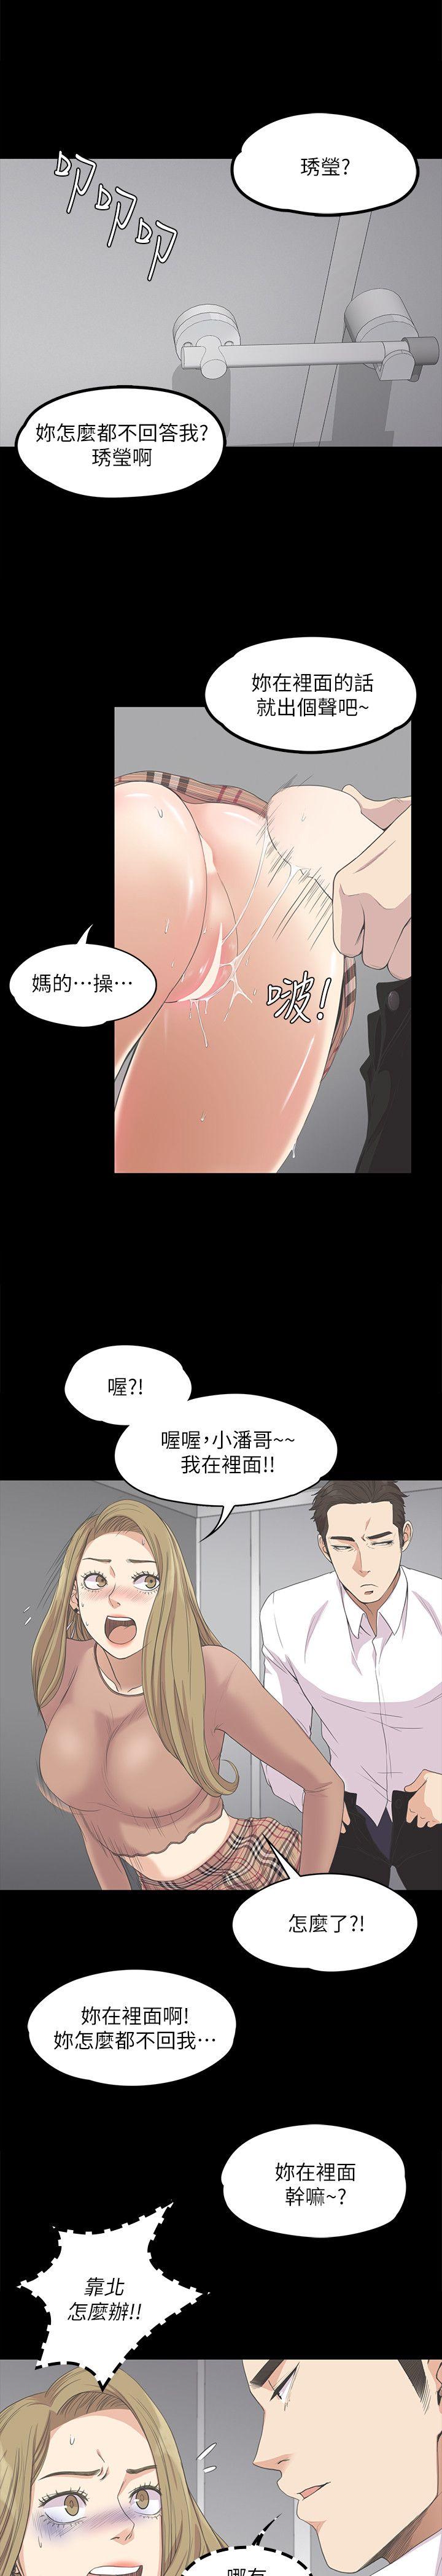 琇瑩?
叩叩叩
妳怎麼都不回答我?
琇瑩啊
妳在裡面的話
就出個聲吧~
媽的⋯操⋯
啵!
喔?!
喔喔，小潘哥~~
我在裡面!!
怎麼了?!
妳在裡面啊!
妳怎麼都不回我⋯
妳在裡面
幹嘛~?
靠北
怎麼辦!!
哪有